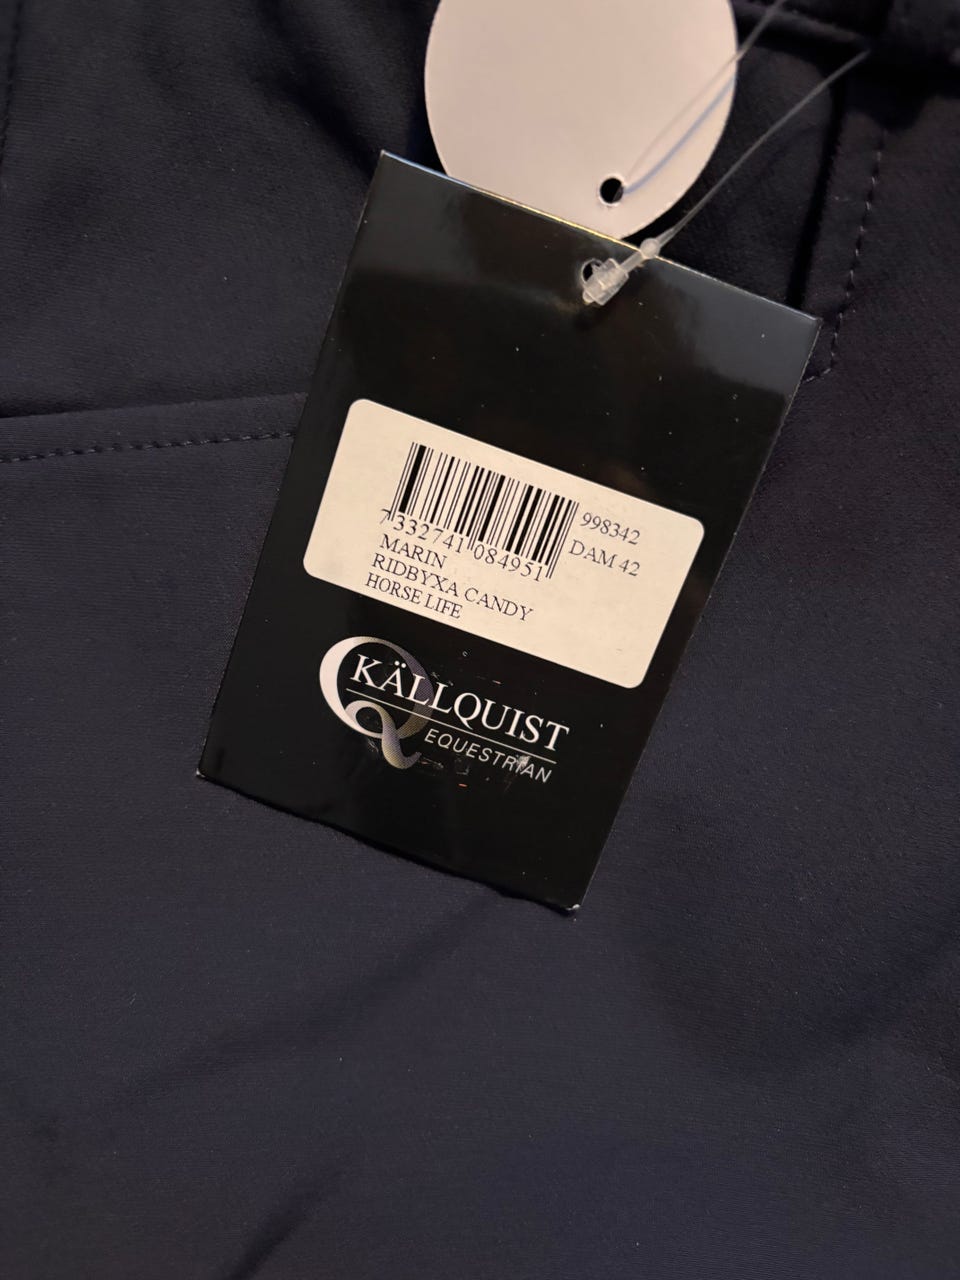 998342
7 332741 084951
DAM 42
MARIN
RIDBYXA CANDY
HORSE LIFE
KÄLLQUIST
EQUESTRIAN